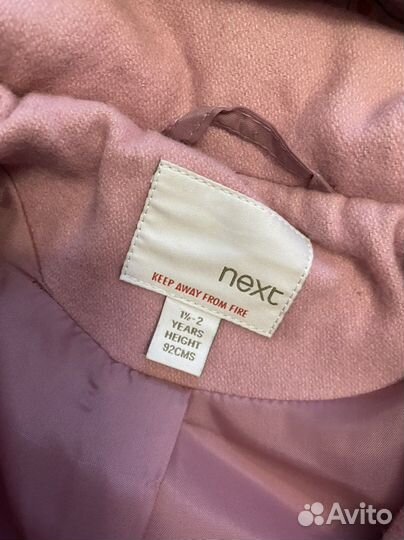 next
KEEP AWAY FROM FIRE
1½-2
YEARS
HEIGHT
92CMS
Avito